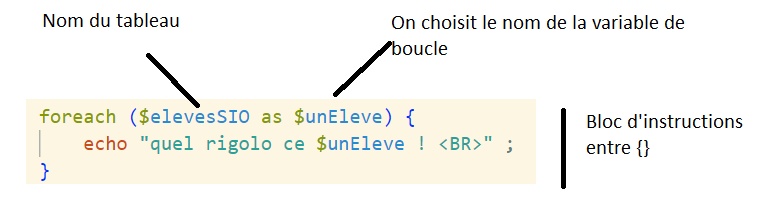 Nom du tableau
On choisit le nom de la variable de
boucle
foreach ($elevesSIO as $unEleve) {
echo "quel rigolo ce $unEleve ! <BR>" ;
}
Bloc d'instructions
entre {}